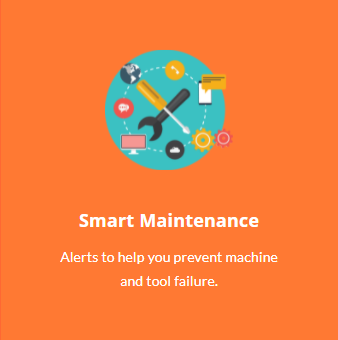 Smart Maintenance
Alerts to help you prevent machine
and tool failure.